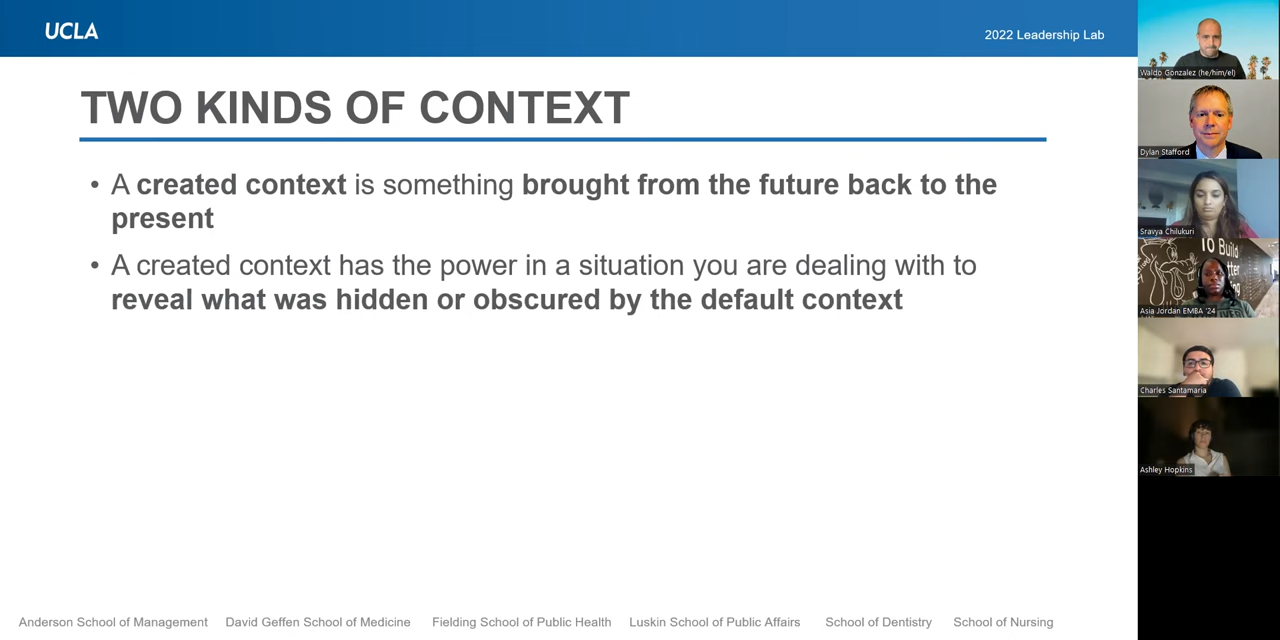 UCLA
2022 Leadership Lab
TWO KINDS OF CONTEXT
• A created context is something brought from the future back to the
present
• A created context has the power in a situation you are dealing with to
reveal what was hidden or obscured by the default context
Anderson School of Management David Geffen School of Medicine Fielding School of Public Health Luskin School of Public Affairs School of Dentistry School of Nursing
Waldo Gonzalez (he/him/el)
Dylan Stafford
Sravya Chilukuri
Build
Asia Jordan EMBA '24
Charles Santamaria
Ashley Hopkins